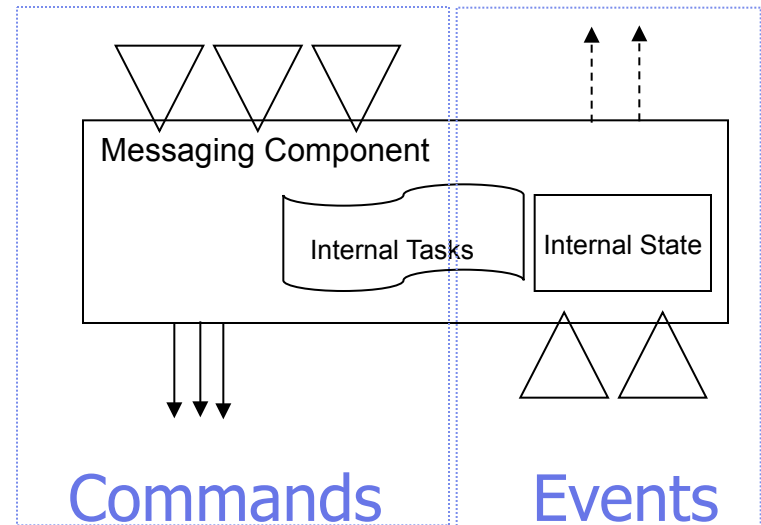 Messaging Component
Internal Tasks
Internal State
Commands
Events